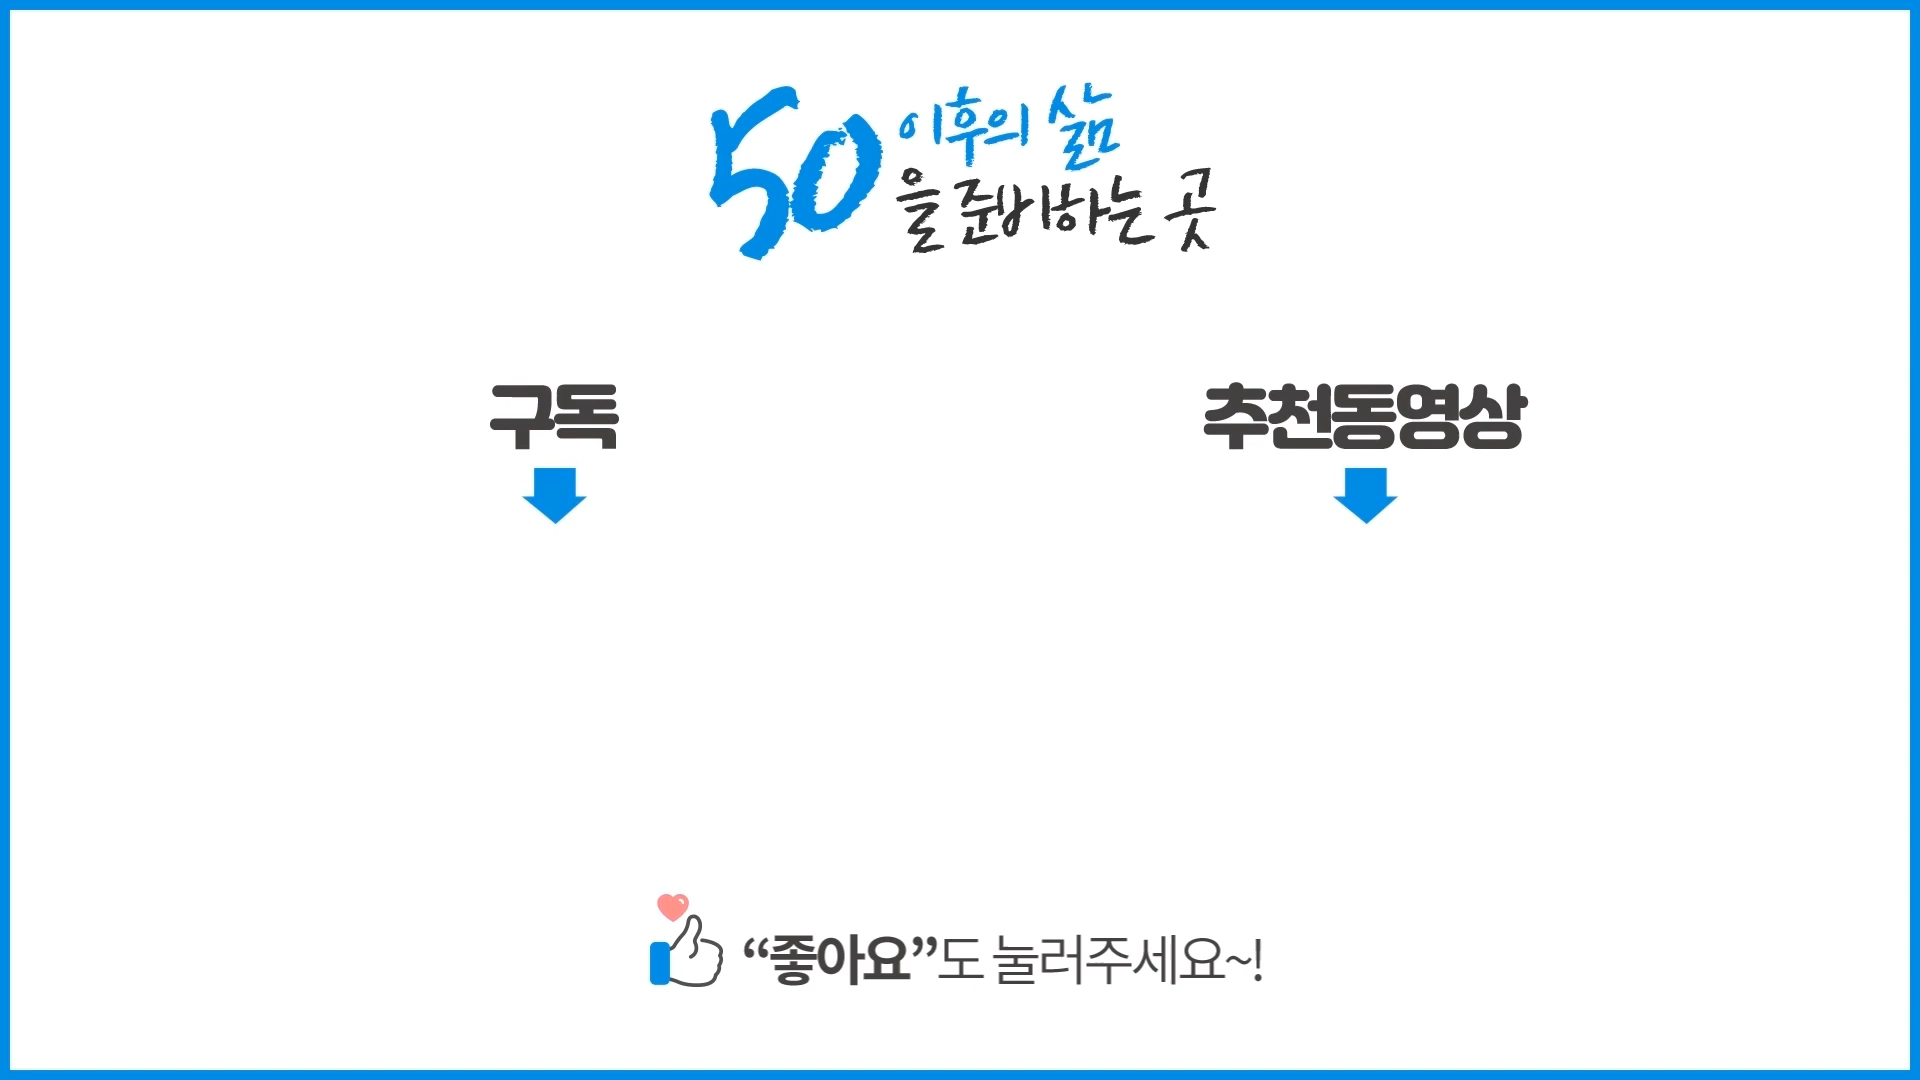 50 이후의 삶
을 준비하는 곳
구독
추천동영상
“좋아요”도 눌러주세요~!